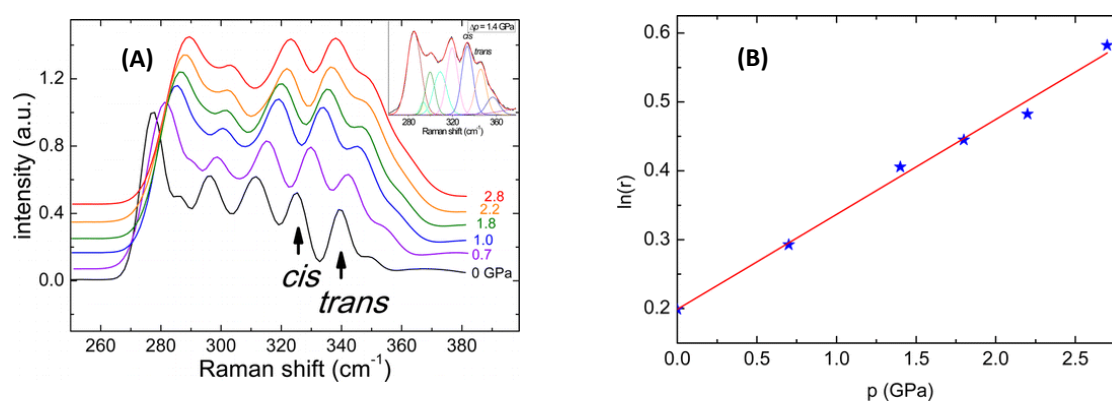 (A)
Δp = 1.4 GPa
cis
trans
280 320 360
Raman shift (cm⁻¹)
intensity (a.u.)
1.2
0.8
0.4
0.0
2.8
2.2
1.8
1.0
0.7
0 GPa
cis
trans
260 280 300 320 340 360 380
Raman shift (cm⁻¹)
(B)
ln(r)
0.6
0.5
0.4
0.3
0.2
0.0 0.5 1.0 1.5 2.0 2.5
p (GPa)